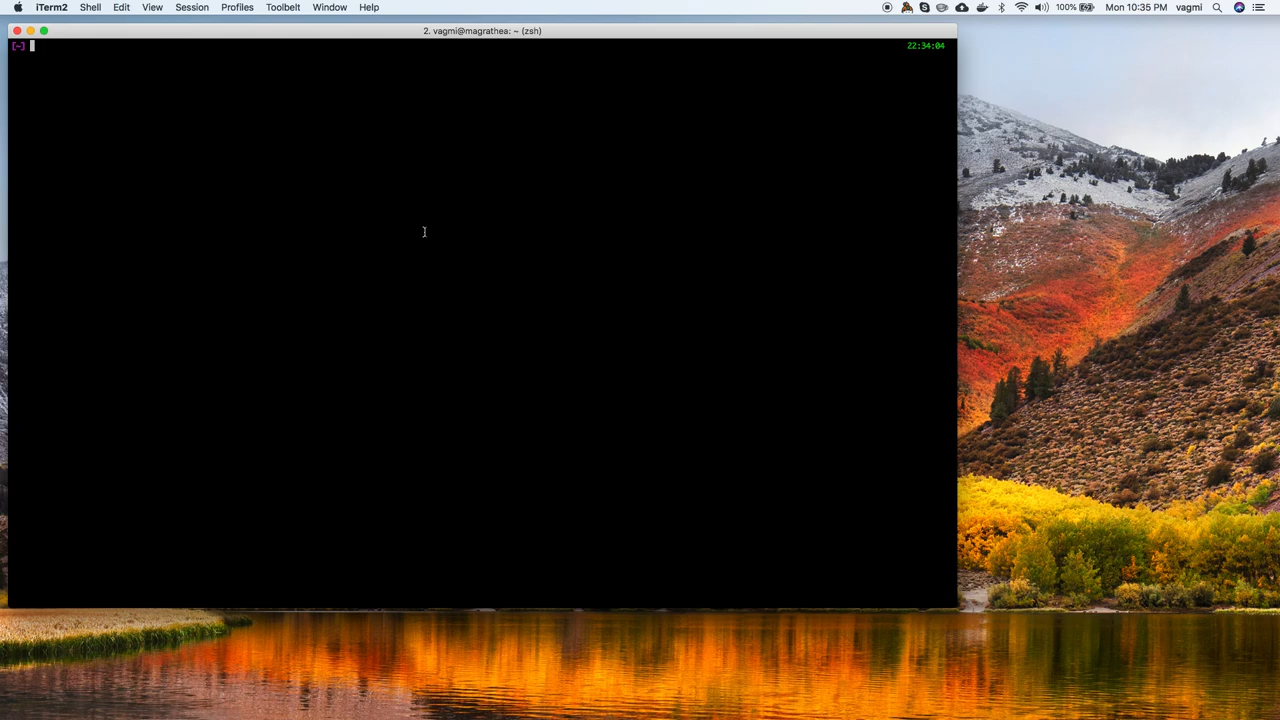 iTerm2 Shell Edit View Session Profiles Toolbelt Window Help 100% Mon 10:35 PM vagmi
2. vagmi@magrathea: ~ (zsh)
[~] 22:34:04